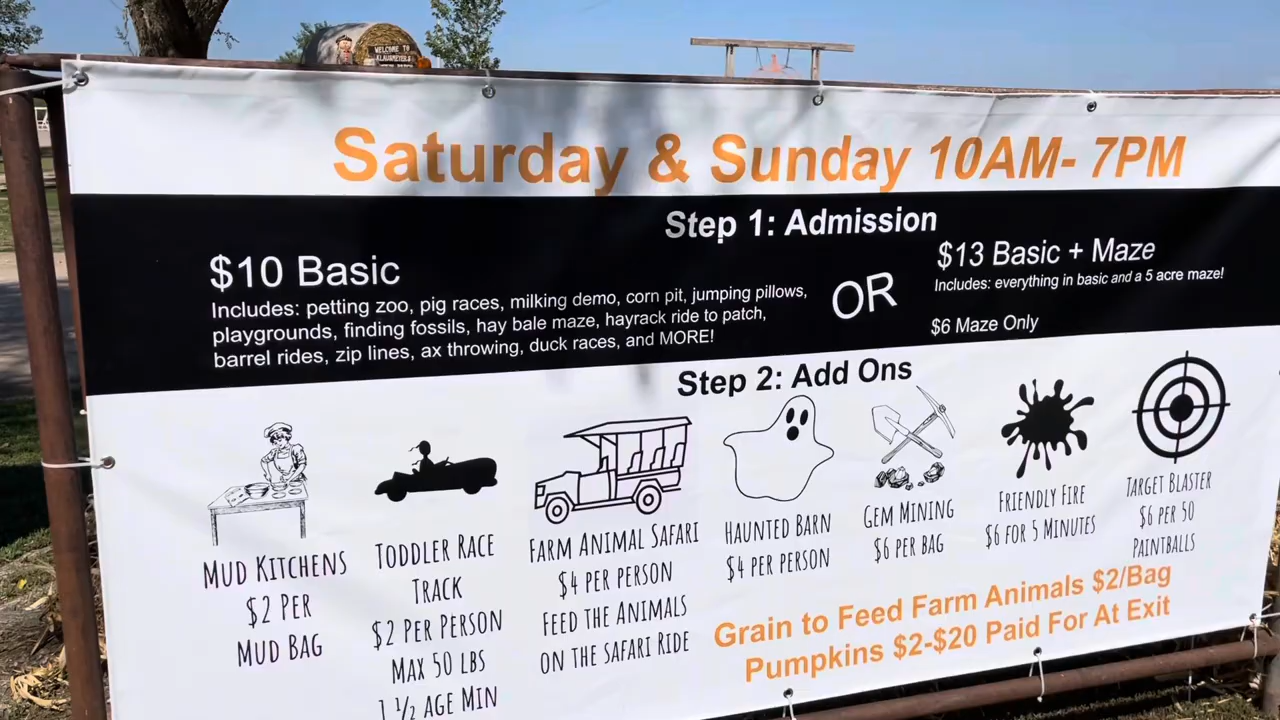 WELCOME TO
Saturday & Sunday 10AM- 7PM
Step 1: Admission
$10 Basic
Includes: petting zoo, pig races, milking demo, corn pit, jumping pillows,
playgrounds, finding fossils, hay bale maze, hayrack ride to patch,
barrel rides, zip lines, ax throwing, duck races, and MORE!
OR
$13 Basic + Maze
Includes: everything in basic and a 5 acre maze!
$6 Maze Only
Step 2: Add Ons
MUD KITCHENS
$2 PER
MUD BAG
TODDLER RACE
TRACK
$2 PER PERSON
MAX 50 LBS
1 ½ AGE MIN
FARM ANIMAL SAFARI
$4 PER PERSON
FEED THE ANIMALS
ON THE SAFARI RIDE
HAUNTED BARN
$4 PER PERSON
GEM MINING
$6 PER BAG
FRIENDLY FIRE
$6 FOR 5 MINUTES
TARGET BLASTER
$6 PER 50
PAINTBALLS
Grain to Feed Farm Animals $2/Bag
Pumpkins $2-$20 Paid For At Exit